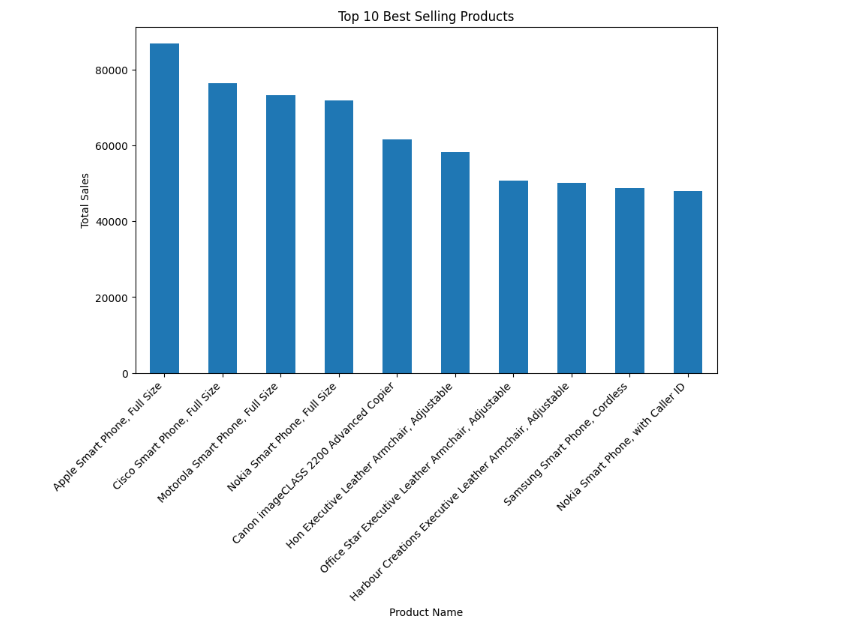 Top 10 Best Selling Products
Total Sales
80000
60000
40000
20000
0
Apple Smart Phone, Full Size
Cisco Smart Phone, Full Size
Motorola Smart Phone, Full Size
Nokia Smart Phone, Full Size
Canon imageCLASS 2200 Advanced Copier
Hon Executive Leather Armchair, Adjustable
Office Star Executive Leather Armchair, Adjustable
Harbour Creations Executive Leather Armchair, Adjustable
Samsung Smart Phone, Cordless
Nokia Smart Phone, with Caller ID
Product Name